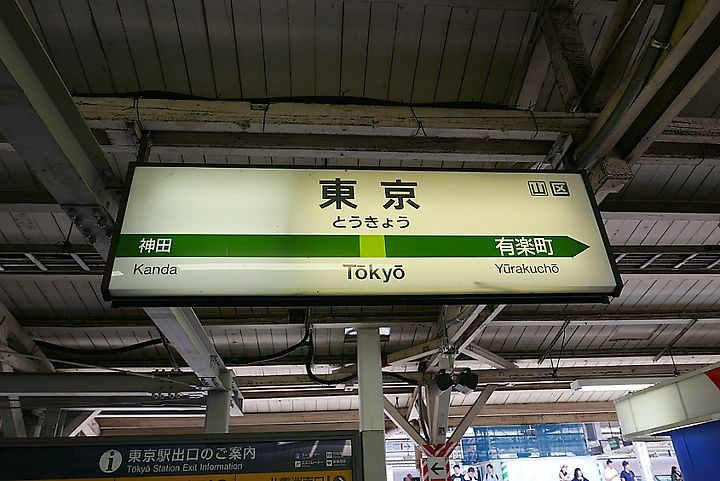 東京
山区
とうきょう
神田
有楽町
Kanda
Tōkyō
Yūrakuchō
i 東京駅出口のご案内
Tōkyō Station Exit Information